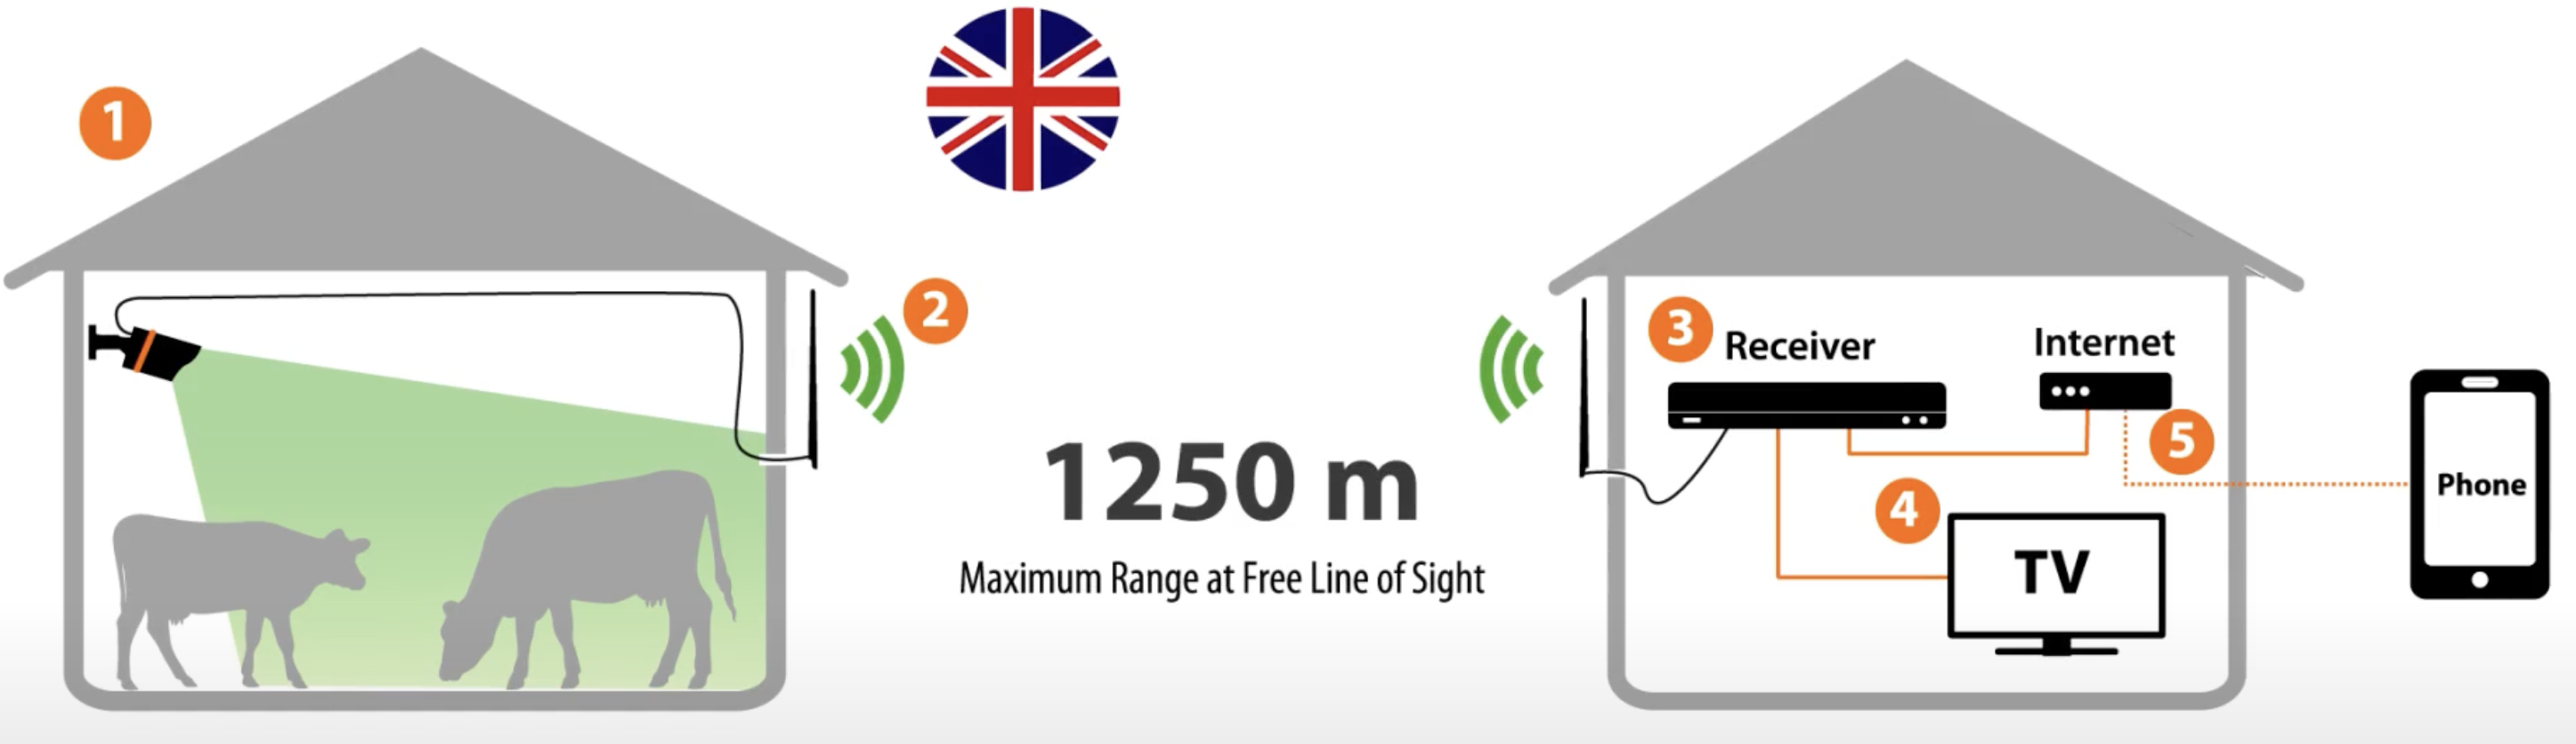 1
2
1250 m
Maximum Range at Free Line of Sight
3
Receiver
Internet
5
4
TV
Phone